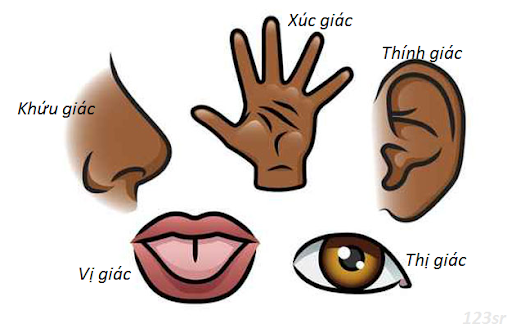 Xúc giác
Thính giác
Khứu giác
Vị giác
Thị giác
123sr